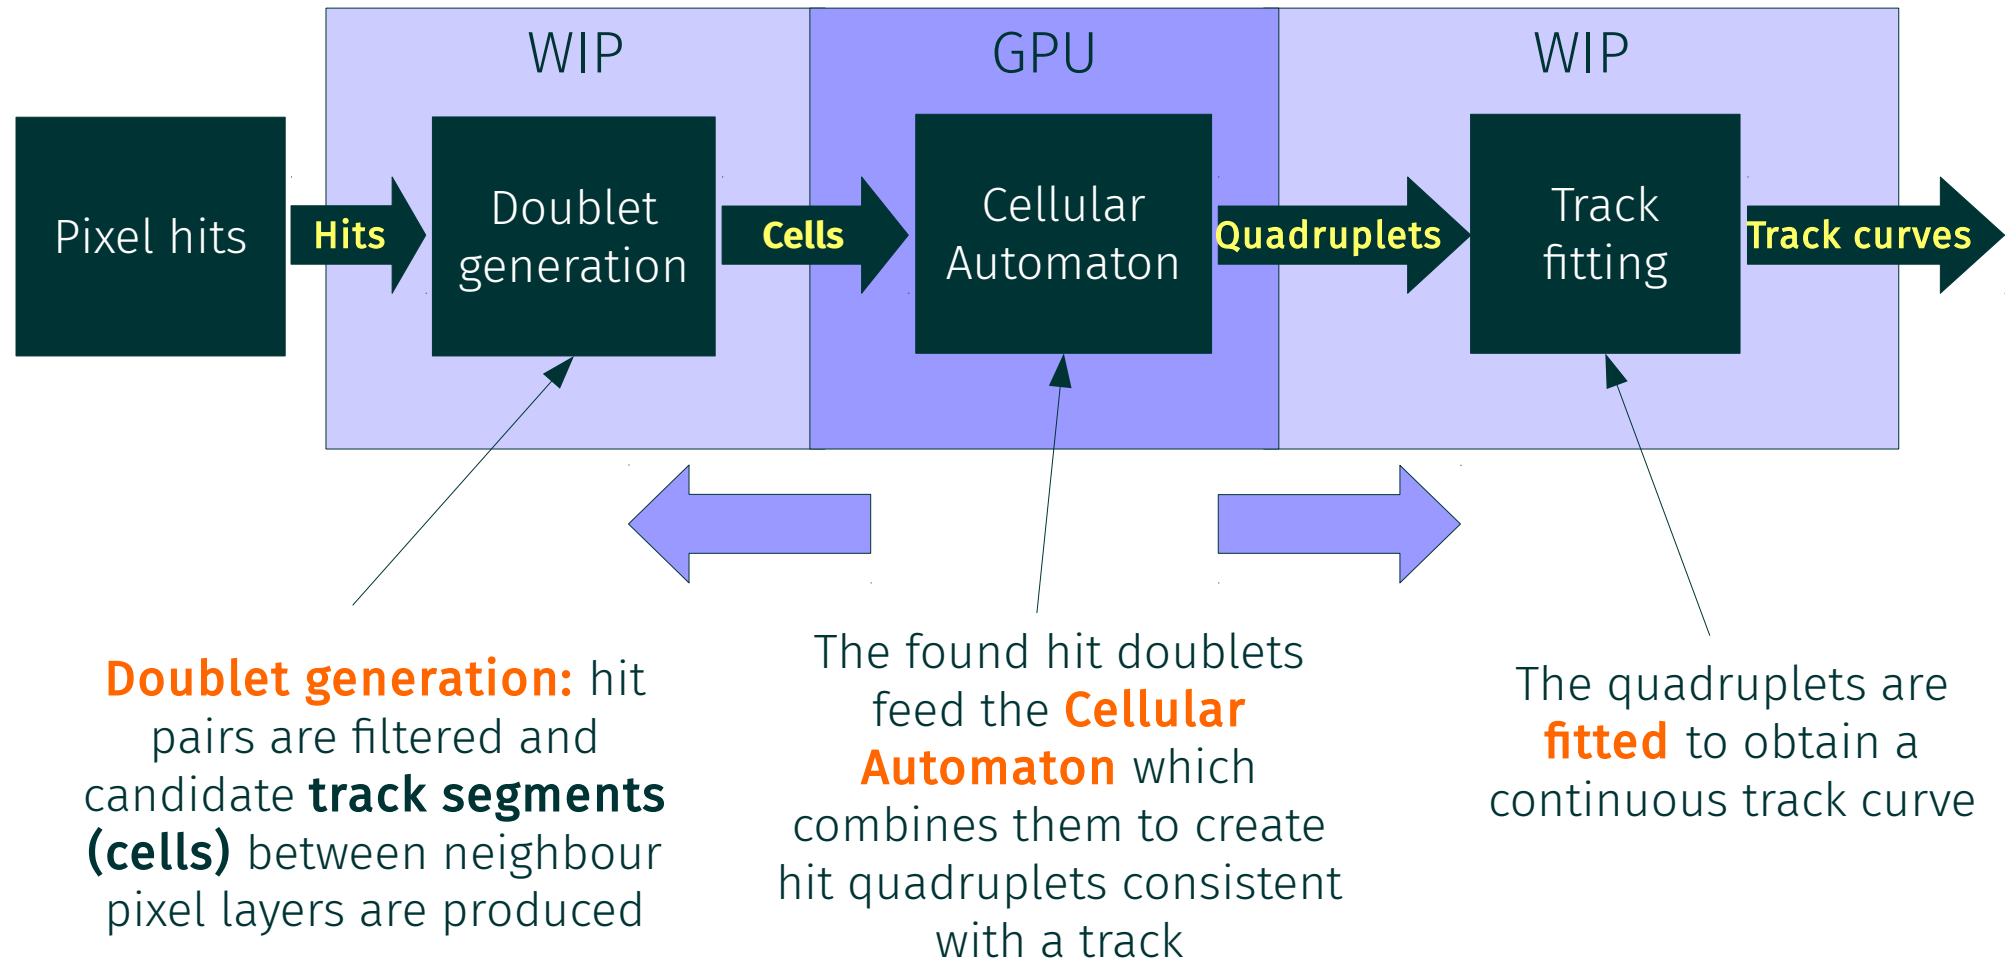 WIP
GPU
WIP
Pixel hits
Hits
Doublet
generation
Cells
Cellular
Automaton
Quadruplets
Track
fitting
Track curves
Doublet generation: hit
pairs are filtered and
candidate track segments
(cells) between neighbour
pixel layers are produced
The found hit doublets
feed the Cellular
Automaton which
combines them to create
hit quadruplets consistent
with a track
The quadruplets are
fitted to obtain a
continuous track curve